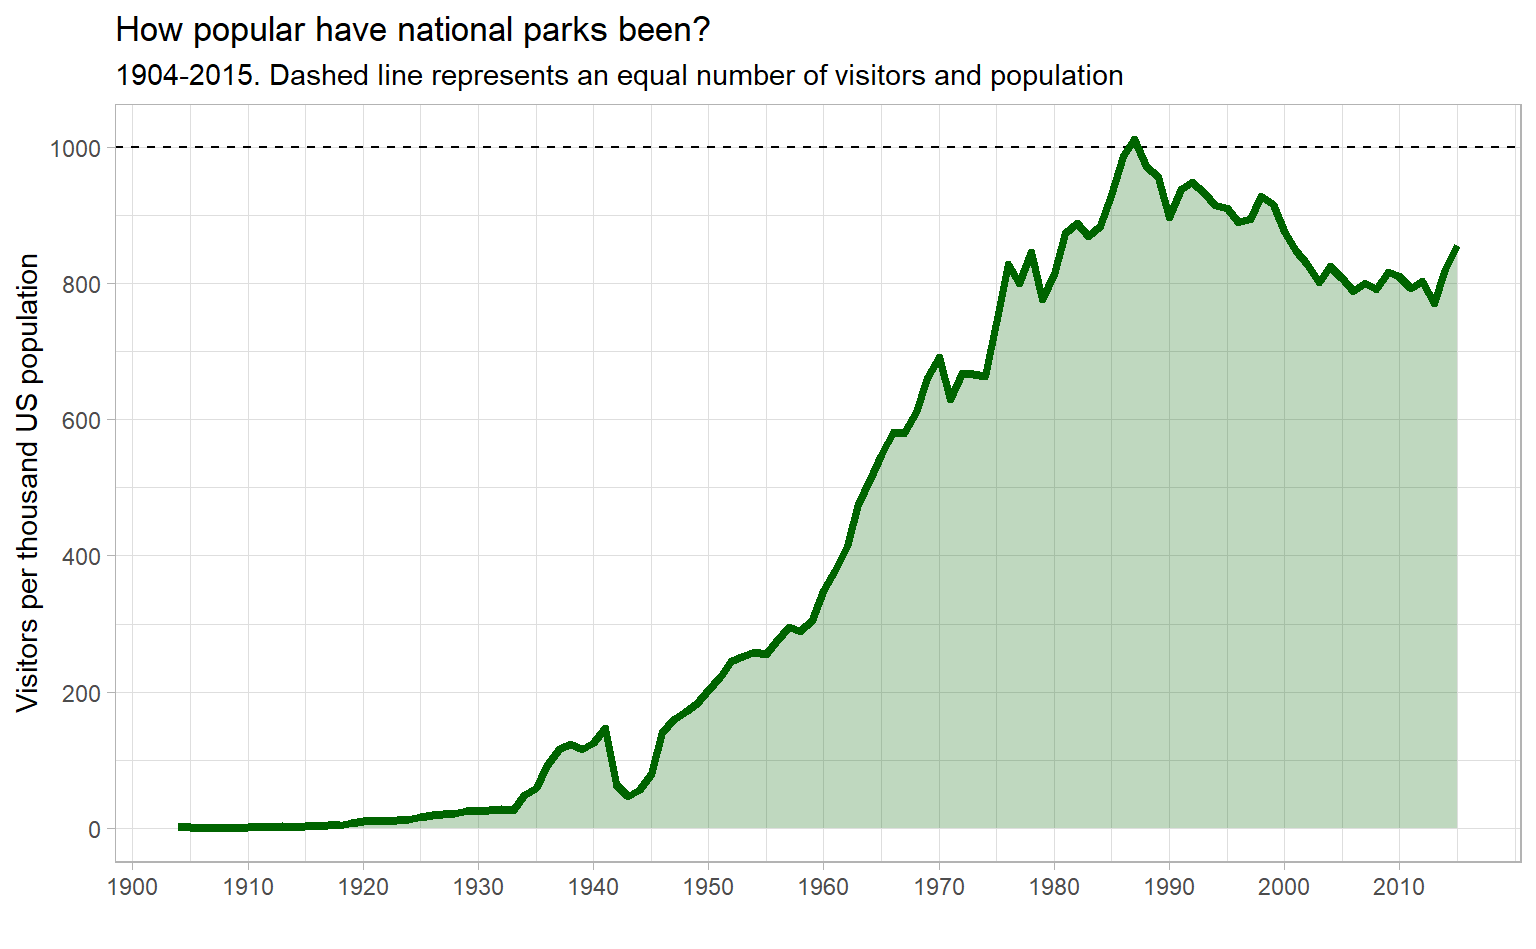 How popular have national parks been?
1904-2015. Dashed line represents an equal number of visitors and population
Visitors per thousand US population
1000
800
600
400
200
0
1900 1910 1920 1930 1940 1950 1960 1970 1980 1990 2000 2010